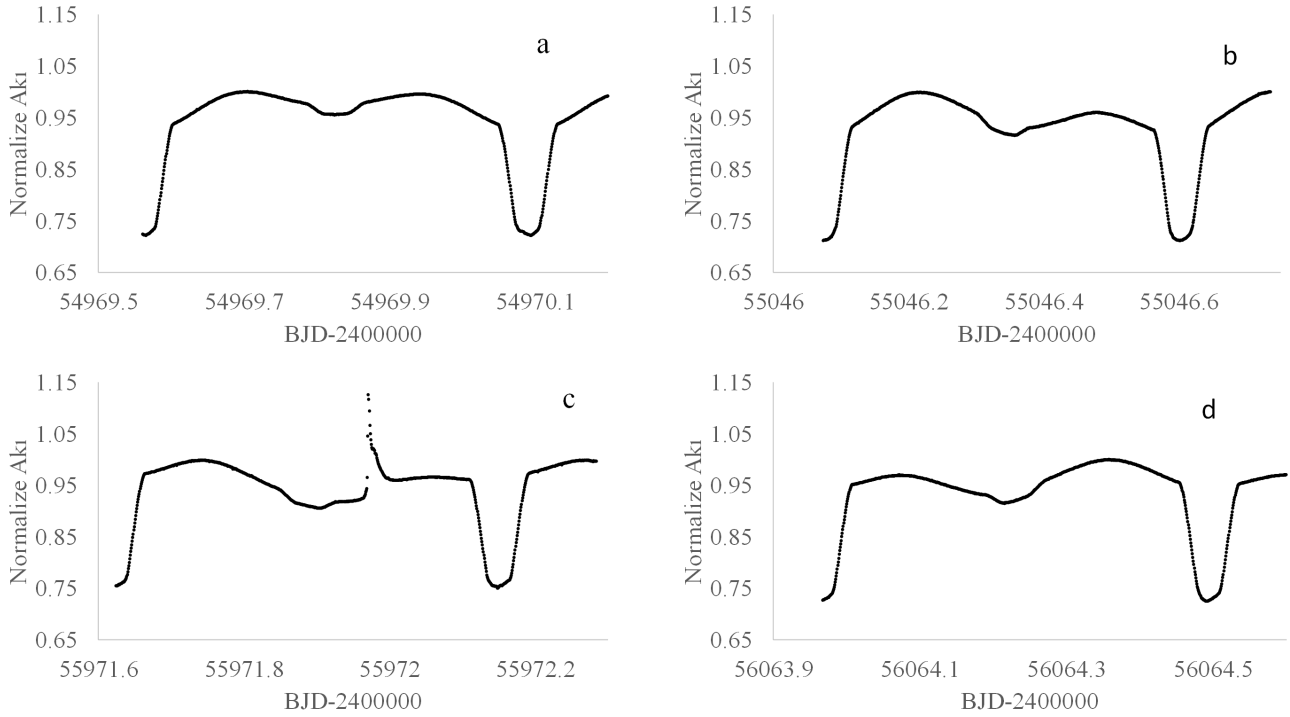 1.15
1.05
0.95
0.85
0.75
0.65
Normalize Akı
a
54969.5 54969.7 54969.9 54970.1
BJD-2400000
1.15
1.05
0.95
0.85
0.75
0.65
Normalize Akı
b
55046 55046.2 55046.4 55046.6
BJD-2400000
1.15
1.05
0.95
0.85
0.75
0.65
Normalize Akı
c
55971.6 55971.8 55972 55972.2
BJD-2400000
1.15
1.05
0.95
0.85
0.75
0.65
Normalize Akı
d
56063.9 56064.1 56064.3 56064.5
BJD-2400000